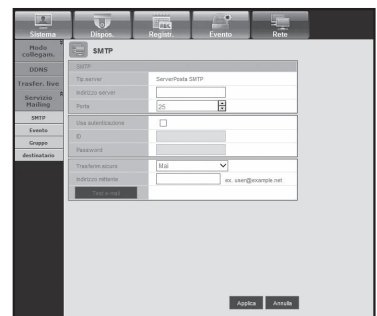 Sistema Dispos. Registr. Evento Rete
REC
Modo collegam.
DDNS
Trasfer. live
Servizio Mailing
SMTP
Evento
Gruppo
destinatario
SMTP
SMTP
Tip server ServerPosta SMTP
Indirizzo server
Porta 25
Usa autenticazione
ID
Password
Trasferim sicuro Mai
Indirizzo mittente ex. user@example.net
Test e-mail
Applica Annulla